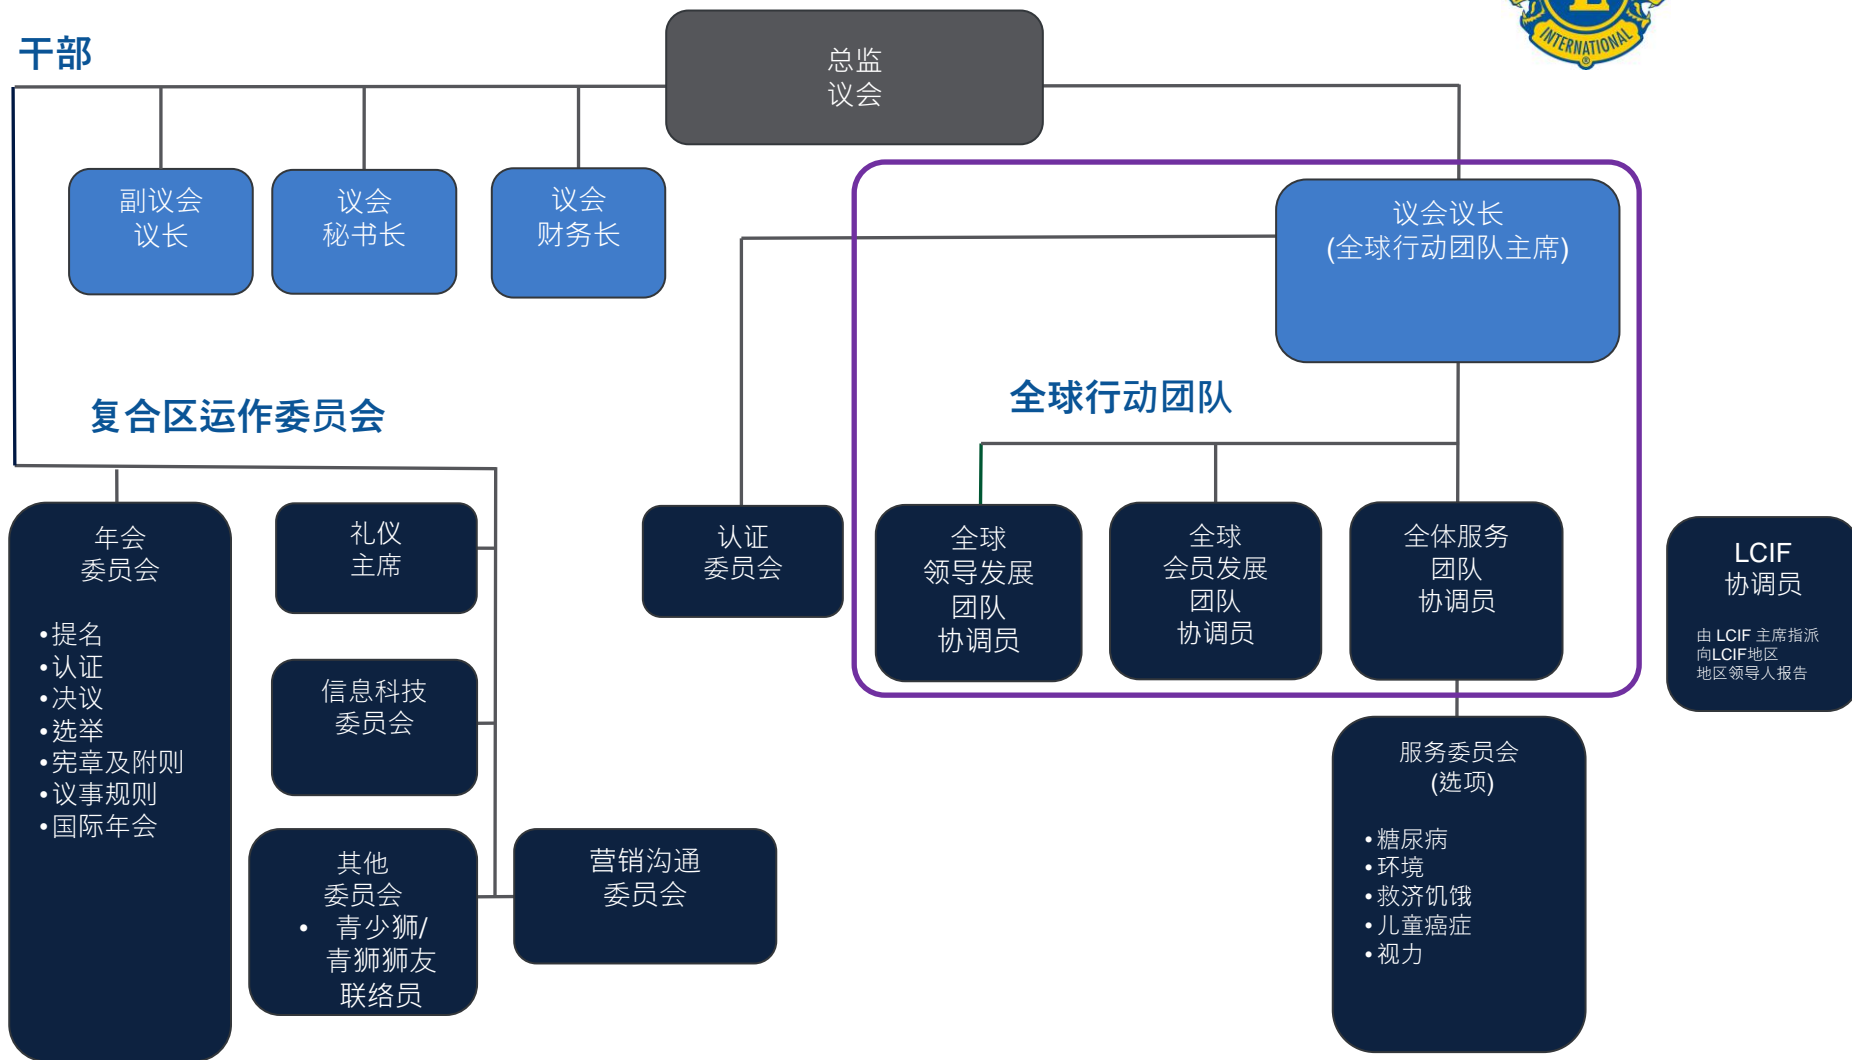 INTERNATIONAL
®
干部
总监
议会
副议会
议长
议会
秘书长
议会
财务长
议会议长
(全球行动团队主席)
复合区运作委员会
全球行动团队
年会
委员会
•提名
•认证
•决议
•选举
•宪章及附则
•议事规则
•国际年会
礼仪
主席
信息科技
委员会
其他
委员会
• 青少狮/
青狮狮友
联络员
营销沟通
委员会
认证
委员会
全球
领导发展
团队
协调员
全球
会员发展
团队
协调员
全体服务
团队
协调员
服务委员会
(选项)
•糖尿病
•环境
•救济饥饿
•儿童癌症
•视力
LCIF
协调员
由 LCIF 主席指派
向LCIF地区
地区领导人报告